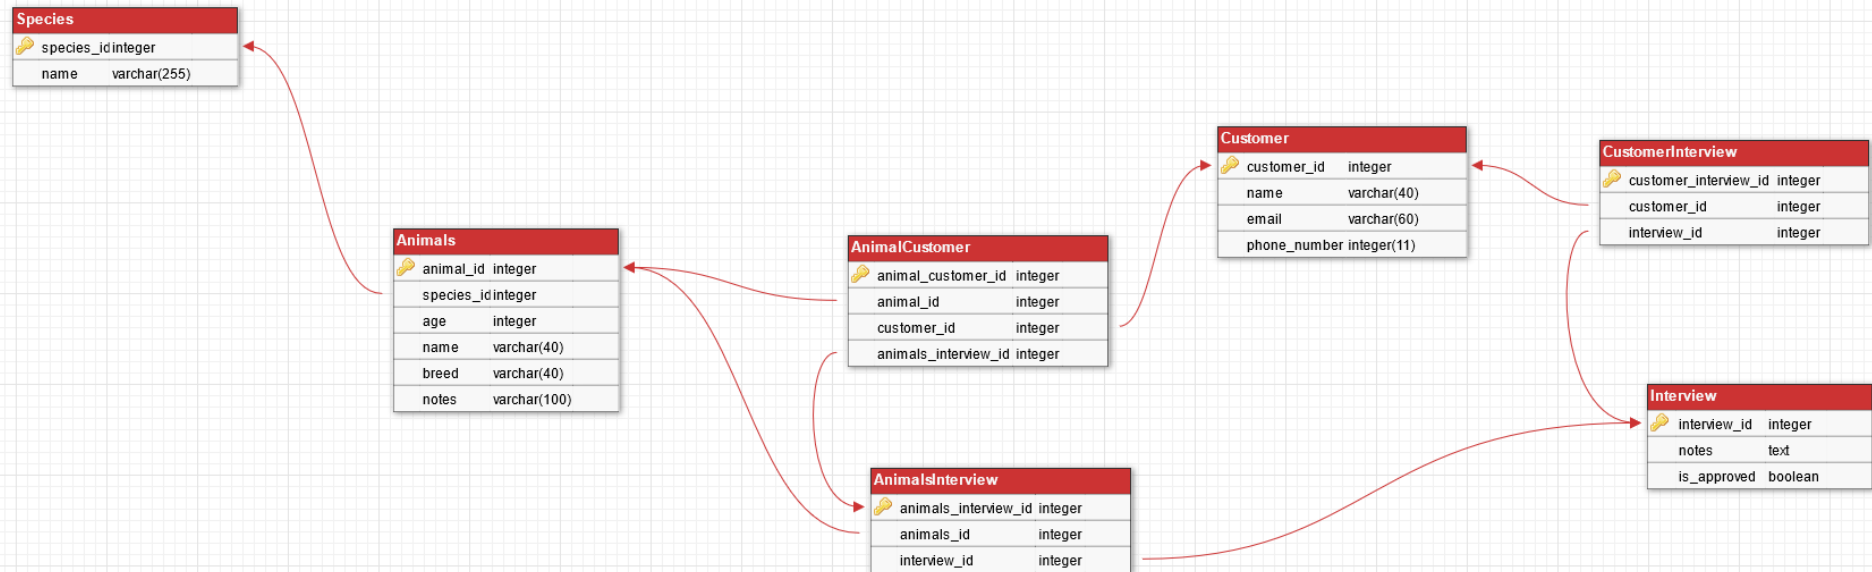 Species
species_id integer
name varchar(255)
Animals
animal_id integer
species_id integer
age integer
name varchar(40)
breed varchar(40)
notes varchar(100)
AnimalCustomer
animal_customer_id integer
animal_id integer
customer_id integer
animals_interview_id integer
AnimalsInterview
animals_interview_id integer
animals_id integer
interview_id integer
Customer
customer_id integer
name varchar(40)
email varchar(60)
phone_number integer(11)
CustomerInterview
customer_interview_id integer
customer_id integer
interview_id integer
Interview
interview_id integer
notes text
is_approved boolean